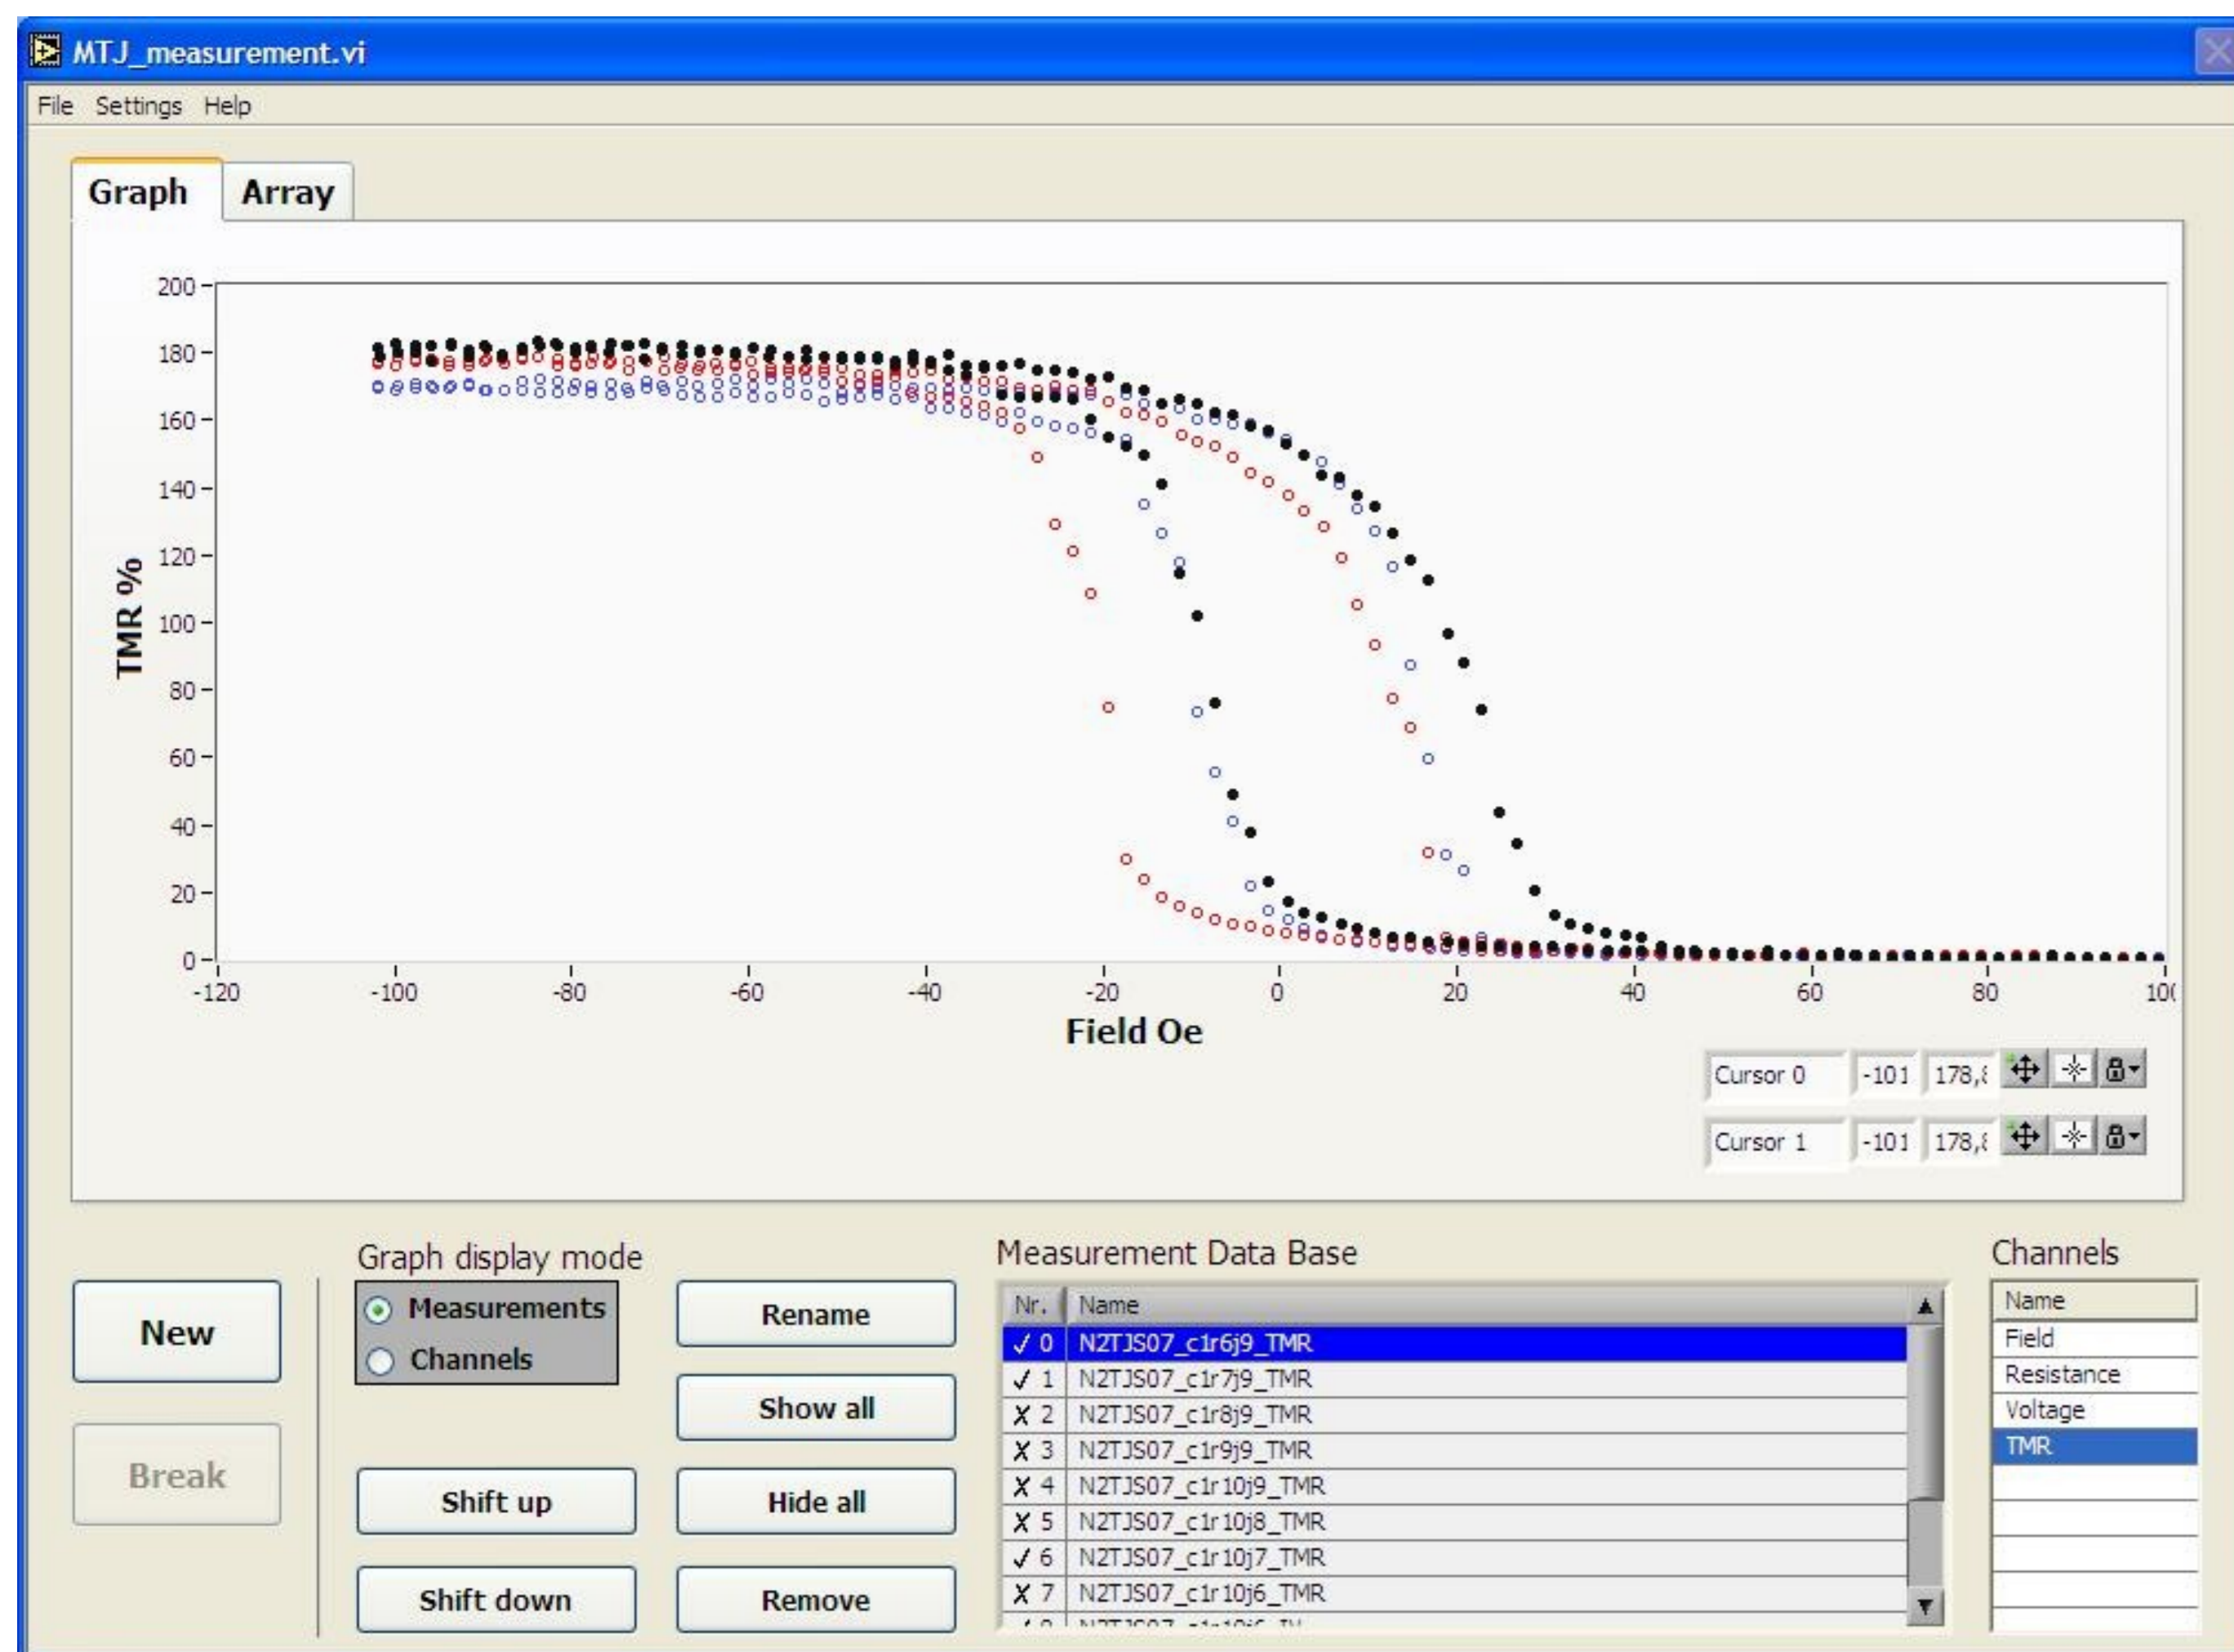 MTJ_measurement.vi
File Settings Help
Graph Array
200
180
160
140
120
100
80
60
40
20
0
TMR %
-120 -100 -80 -60 -40 -20 0 20 40 60 80
Field Oe
Cursor 0 -101 178,8
Cursor 1 -101 178,8
Graph display mode
Measurements
Channels
New
Break
Shift up
Shift down
Rename
Show all
Hide all
Remove
Measurement Data Base
Nr. Name
✓ 0 N2TJS07_c1r6j9_TMR
✓ 1 N2TJS07_c1r7j9_TMR
X 2 N2TJS07_c1r8j9_TMR
X 3 N2TJS07_c1r9j9_TMR
X 4 N2TJS07_c1r10j9_TMR
X 5 N2TJS07_c1r10j8_TMR
✓ 6 N2TJS07_c1r10j7_TMR
X 7 N2TJS07_c1r10j6_TMR
Channels
Name
Field
Resistance
Voltage
TMR